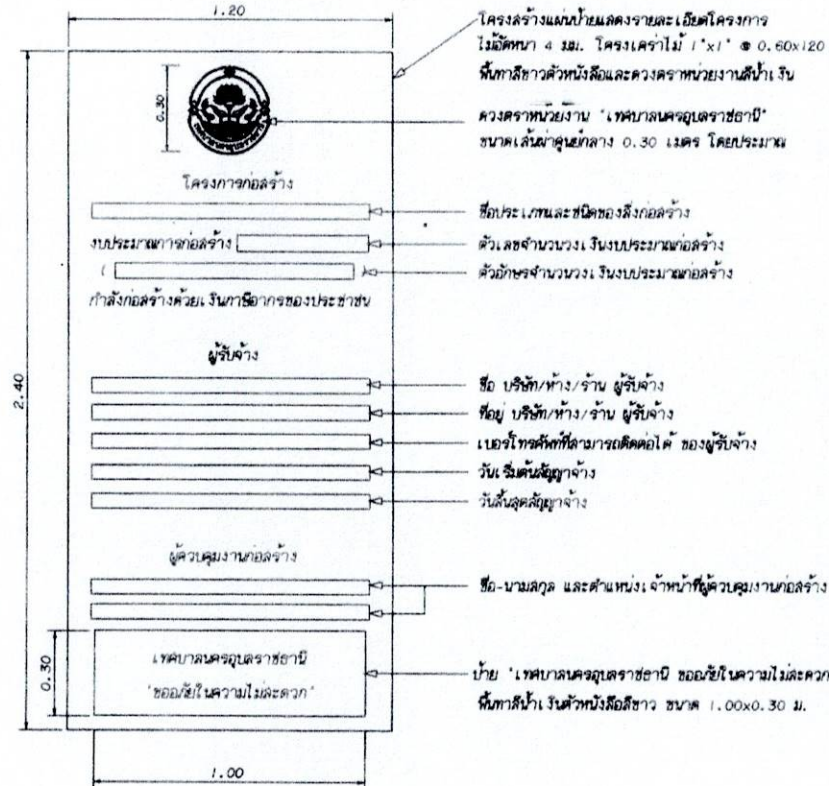 1.20
โครงสร้างแผ่นป้ายแสดงรายละเอียดโครงการ
ไม้อัดหนา 4 มม. โครงเคร่าไม้ 1"x1" @ 0.60x120
พื้นทาสีขาวตัวหนังสือและดวงตราหน่วยงานสีน้ำเงิน
0.30
ดวงตราหน่วยงาน "เทศบาลนครอุบลราชธานี"
ขนาดเส้นผ่าศูนย์กลาง 0.30 เมตร โดยประมาณ
โครงการก่อสร้าง
ชื่อประเภทและชนิดของสิ่งก่อสร้าง
งบประมาณการก่อสร้าง
ตัวเลขจำนวนวงเงินงบประมาณก่อสร้าง
( )
ตัวอักษรจำนวนวงเงินงบประมาณก่อสร้าง
กำลังก่อสร้างด้วยเงินภาษีอากรของประชาชน
2.40
ผู้รับจ้าง
ชื่อ บริษัท/ห้าง/ร้าน ผู้รับจ้าง
ที่อยู่ บริษัท/ห้าง/ร้าน ผู้รับจ้าง
เบอร์โทรศัพท์ที่สามารถติดต่อได้ ของผู้รับจ้าง
วันเริ่มต้นสัญญาจ้าง
วันสิ้นสุดสัญญาจ้าง
ผู้ควบคุมงานก่อสร้าง
ชื่อ-นามสกุล และตำแหน่งเจ้าหน้าที่ผู้ควบคุมงานก่อสร้าง
0.30
เทศบาลนครอุบลราชธานี
"ขออภัยในความไม่สะดวก"
ป้าย "เทศบาลนครอุบลราชธานี ขออภัยในความไม่สะดวก
พื้นทาสีน้ำเงินตัวหนังสือสีขาว ขนาด 1.00x0.30 ม.
1.00